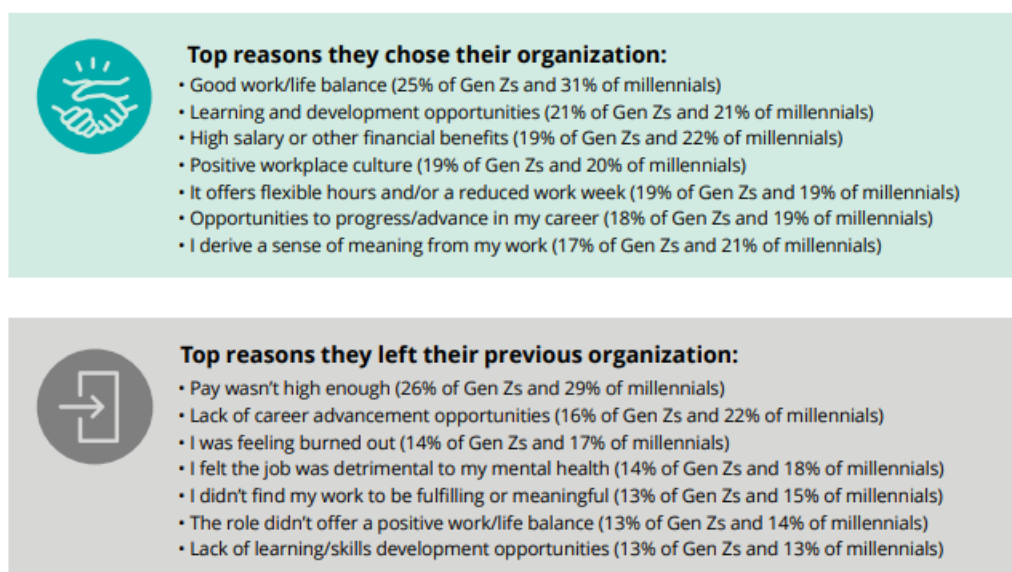 Top reasons they chose their organization:
• Good work/life balance (25% of Gen Zs and 31% of millennials)
• Learning and development opportunities (21% of Gen Zs and 21% of millennials)
• High salary or other financial benefits (19% of Gen Zs and 22% of millennials)
• Positive workplace culture (19% of Gen Zs and 20% of millennials)
• It offers flexible hours and/or a reduced work week (19% of Gen Zs and 19% of millennials)
• Opportunities to progress/advance in my career (18% of Gen Zs and 19% of millennials)
• I derive a sense of meaning from my work (17% of Gen Zs and 21% of millennials)
Top reasons they left their previous organization:
• Pay wasn’t high enough (26% of Gen Zs and 29% of millennials)
• Lack of career advancement opportunities (16% of Gen Zs and 22% of millennials)
• I was feeling burned out (14% of Gen Zs and 17% of millennials)
• I felt the job was detrimental to my mental health (14% of Gen Zs and 18% of millennials)
• I didn’t find my work to be fulfilling or meaningful (13% of Gen Zs and 15% of millennials)
• The role didn’t offer a positive work/life balance (13% of Gen Zs and 14% of millennials)
• Lack of learning/skills development opportunities (13% of Gen Zs and 13% of millennials)